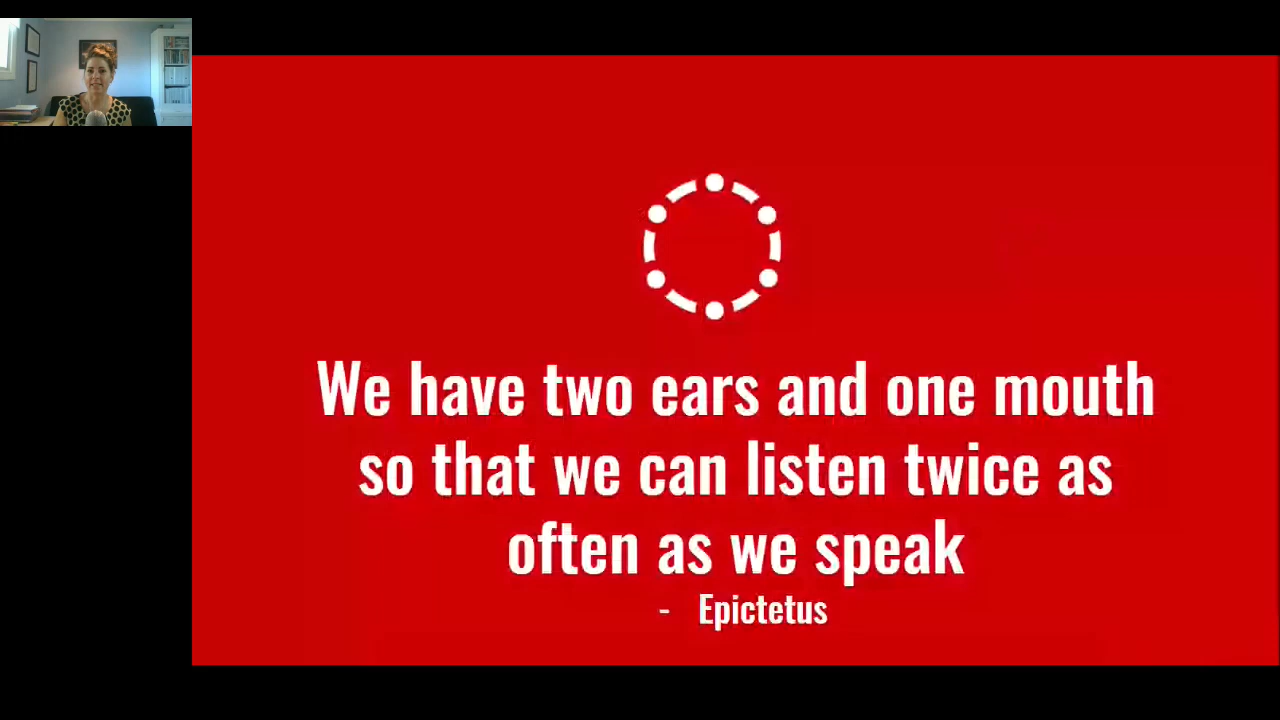 We have two ears and one mouth
so that we can listen twice as
often as we speak
- Epictetus